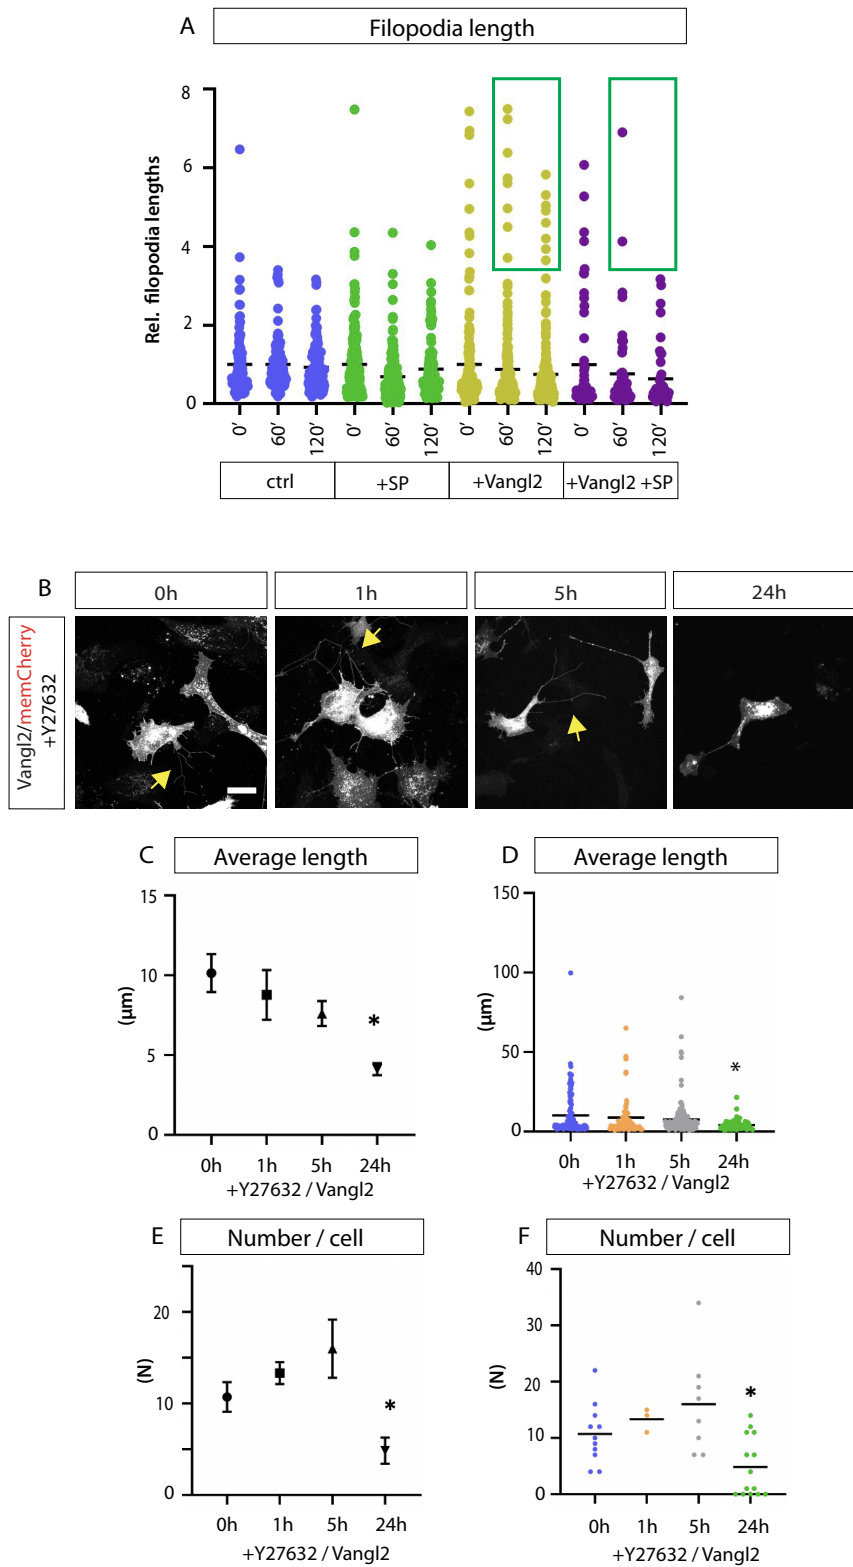 A
Filopodia length
Rel. filopodia lengths
8
6
4
2
0
0′
60′
120′
0′
60′
120′
0′
60′
120′
0′
60′
120′
ctrl
+SP
+Vangl2
+Vangl2 +SP
B
0h
1h
5h
24h
Vangl2/memCherry
+Y27632
C
Average length
(µm)
15
10
5
0
*
0h
1h
5h
24h
+Y27632 / Vangl2
D
Average length
(µm)
150
100
50
0
*
0h
1h
5h
24h
+Y27632 / Vangl2
E
Number / cell
(N)
20
10
0
*
0h
1h
5h
24h
+Y27632 / Vangl2
F
Number / cell
(N)
40
30
20
10
0
*
0h
1h
5h
24h
+Y27632 / Vangl2